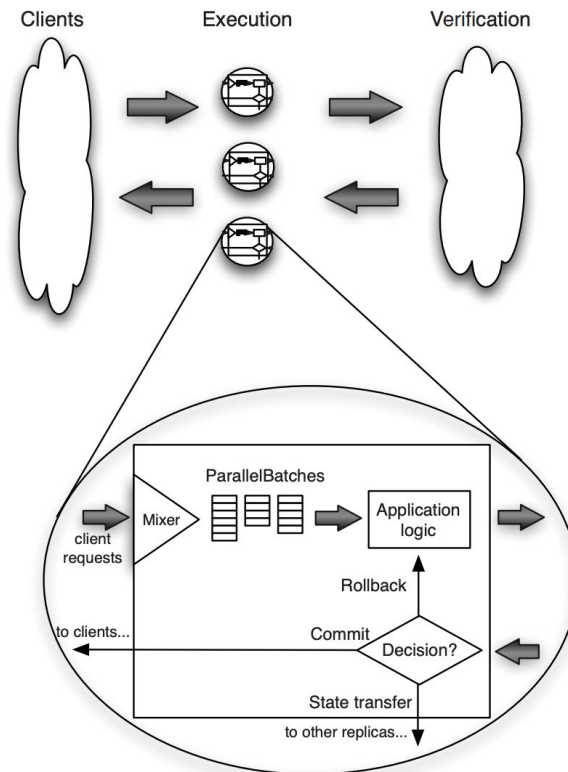 Clients
Execution
Verification
ParallelBatches
Mixer
Application
logic
client
requests
Rollback
to clients...
Commit
Decision?
State transfer
to other replicas...